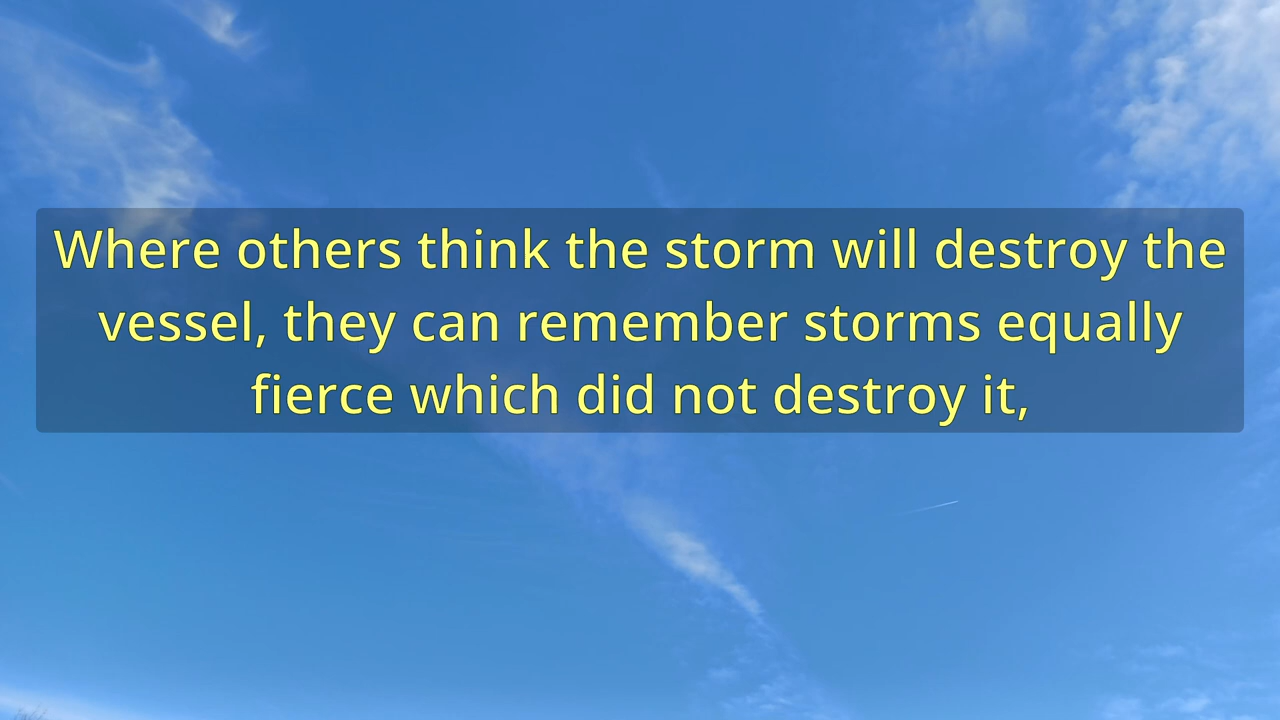 Where others think the storm will destroy the
vessel, they can remember storms equally
fierce which did not destroy it,